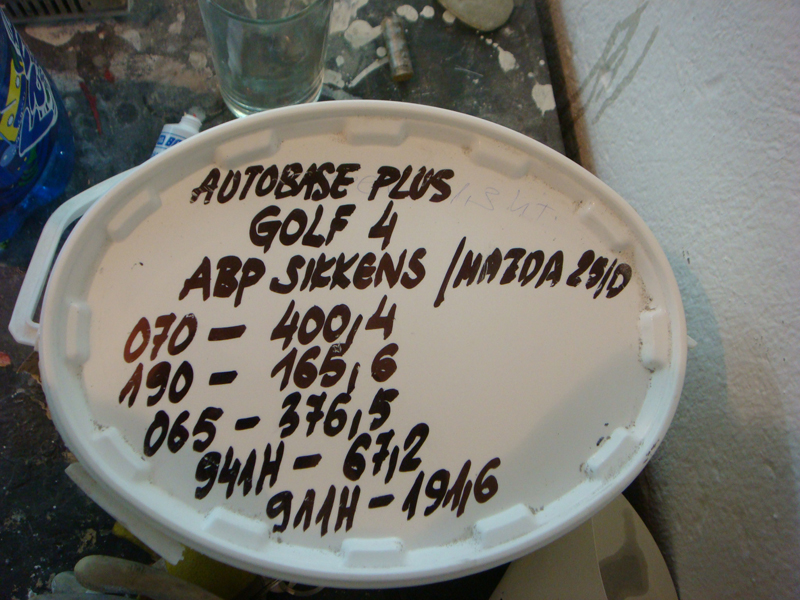 AUTOBASE PLUS
GOLF 4
ABP SIKKENS /MAZDA 25/D
070 – 400,4
190 – 165,6
065 – 376,5
941H – 67,2
911H – 191,6